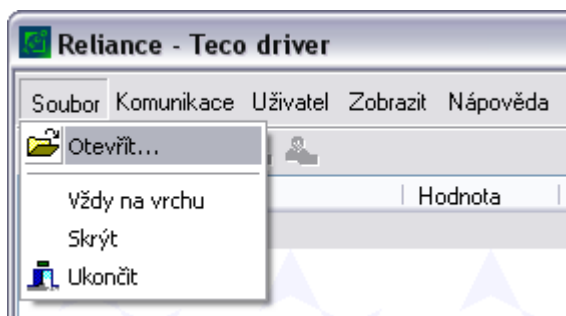 Reliance - Teco driver
Soubor Komunikace Uživatel Zobrazit Nápověda
Otevřít...
Hodnota
Vždy na vrchu
Skrýt
Ukončit